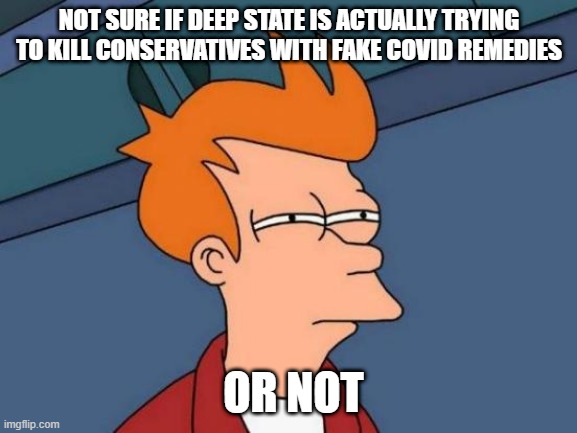 NOT SURE IF DEEP STATE IS ACTUALLY TRYING
TO KILL CONSERVATIVES WITH FAKE COVID REMEDIES
OR NOT
imgflip.com